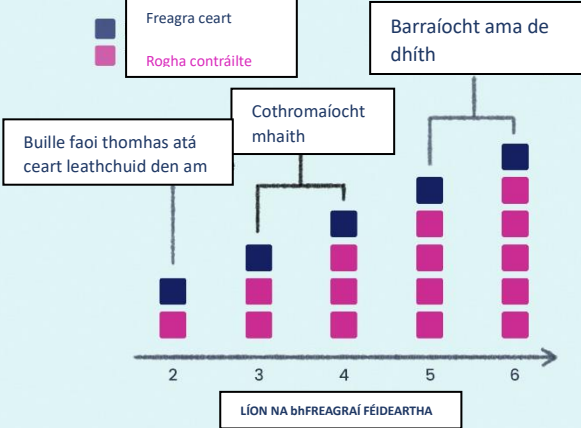 Freagra ceart
Rogha contráilte
Barraíocht ama de
dhíth
Cothromaíocht
mhaith
Buille faoi thomhas atá
ceart leathchuid den am
2 3 4 5 6
LÍON NA bhFREAGRAÍ FÉIDEARTHA